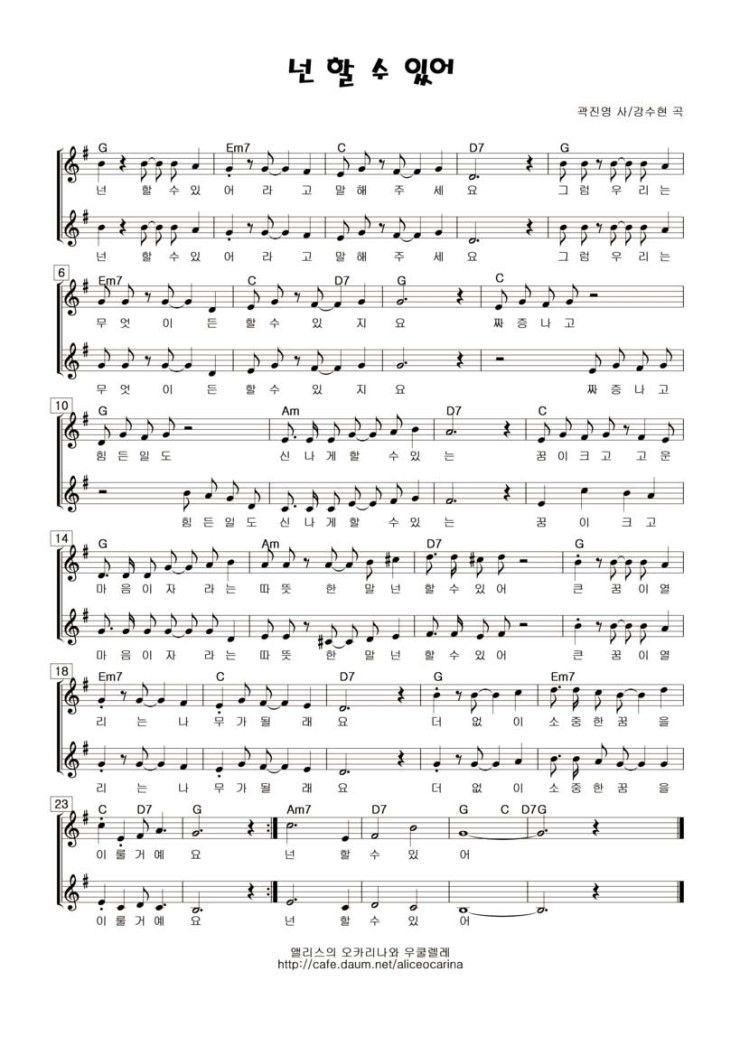 넌 할 수 있어
곽진영 사/강수현 곡
G Em7 C D7 G
넌 할 수 있 어 라 고 말 해 주 세 요 그 럼 우 리 는
넌 할 수 있 어 라 고 말 해 주 세 요 그 럼 우 리 는
6 Em7 C D7 G C
무 엇 이 든 할 수 있 지 요 짜 증 나 고
무 엇 이 든 할 수 있 지 요 짜 증 나 고
10 G Am D7 C
힘 든 일 도 신 나 게 할 수 있 는 꿈 이 크 고 고 운
힘 든 일 도 신 나 게 할 수 있 는 꿈 이 크 고
14 G Am D7 G
마 음 이 자 라 는 따 뜻 한 말 넌 할 수 있 어 큰 꿈 이 열
마 음 이 자 라 는 따 뜻 한 말 넌 할 수 있 어 큰 꿈 이 열
18 Em7 C D7 G Em7
리 는 나 무 가 될 래 요 더 없 이 소 중 한 꿈 을
리 는 나 무 가 될 래 요 더 없 이 소 중 한 꿈 을
23 C D7 G Am7 D7 G C D7 G
이 룰 거 예 요 넌 할 수 있 어
이 룰 거 예 요 넌 할 수 있 어
앨리스의 오카리나와 우쿨렐레
http://cafe.daum.net/aliceocarina